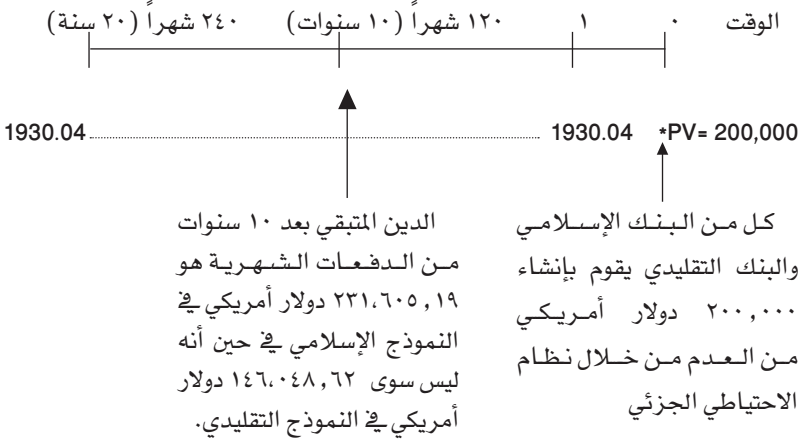 الوقت ٠ ١ ١٢٠ شهراً (١٠ سنوات) ٢٤٠ شهراً (٢٠ سنة)
*PV= 200,000 1930.04 1930.04
كل من البنك الإسلامي
والبنك التقليدي يقوم بإنشاء
٢٠٠,٠٠٠ دولار أمريكي
من العدم من خلال نظام
الاحتياطي الجزئي
الدين المتبقي بعد ١٠ سنوات
من الدفعات الشهرية هو
٢٣١،٦٠٥,١٩ دولار أمريكي في
النموذج الإسلامي في حين أنه
ليس سوى ١٤٦،٠٤٨,٦٢ دولار
أمريكي في النموذج التقليدي.